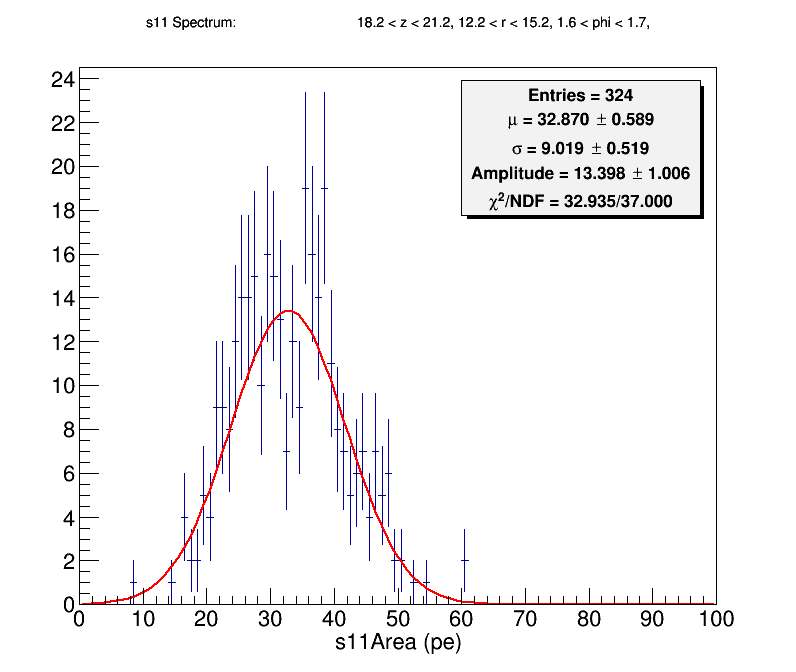 s11 Spectrum: 18.2 < z < 21.2, 12.2 < r < 15.2, 1.6 < phi < 1.7,
Entries = 324
μ = 32.870 ± 0.589
σ = 9.019 ± 0.519
Amplitude = 13.398 ± 1.006
χ²/NDF = 32.935/37.000
24
22
20
18
16
14
12
10
8
6
4
2
0
0 10 20 30 40 50 60 70 80 90 100
s11Area (pe)